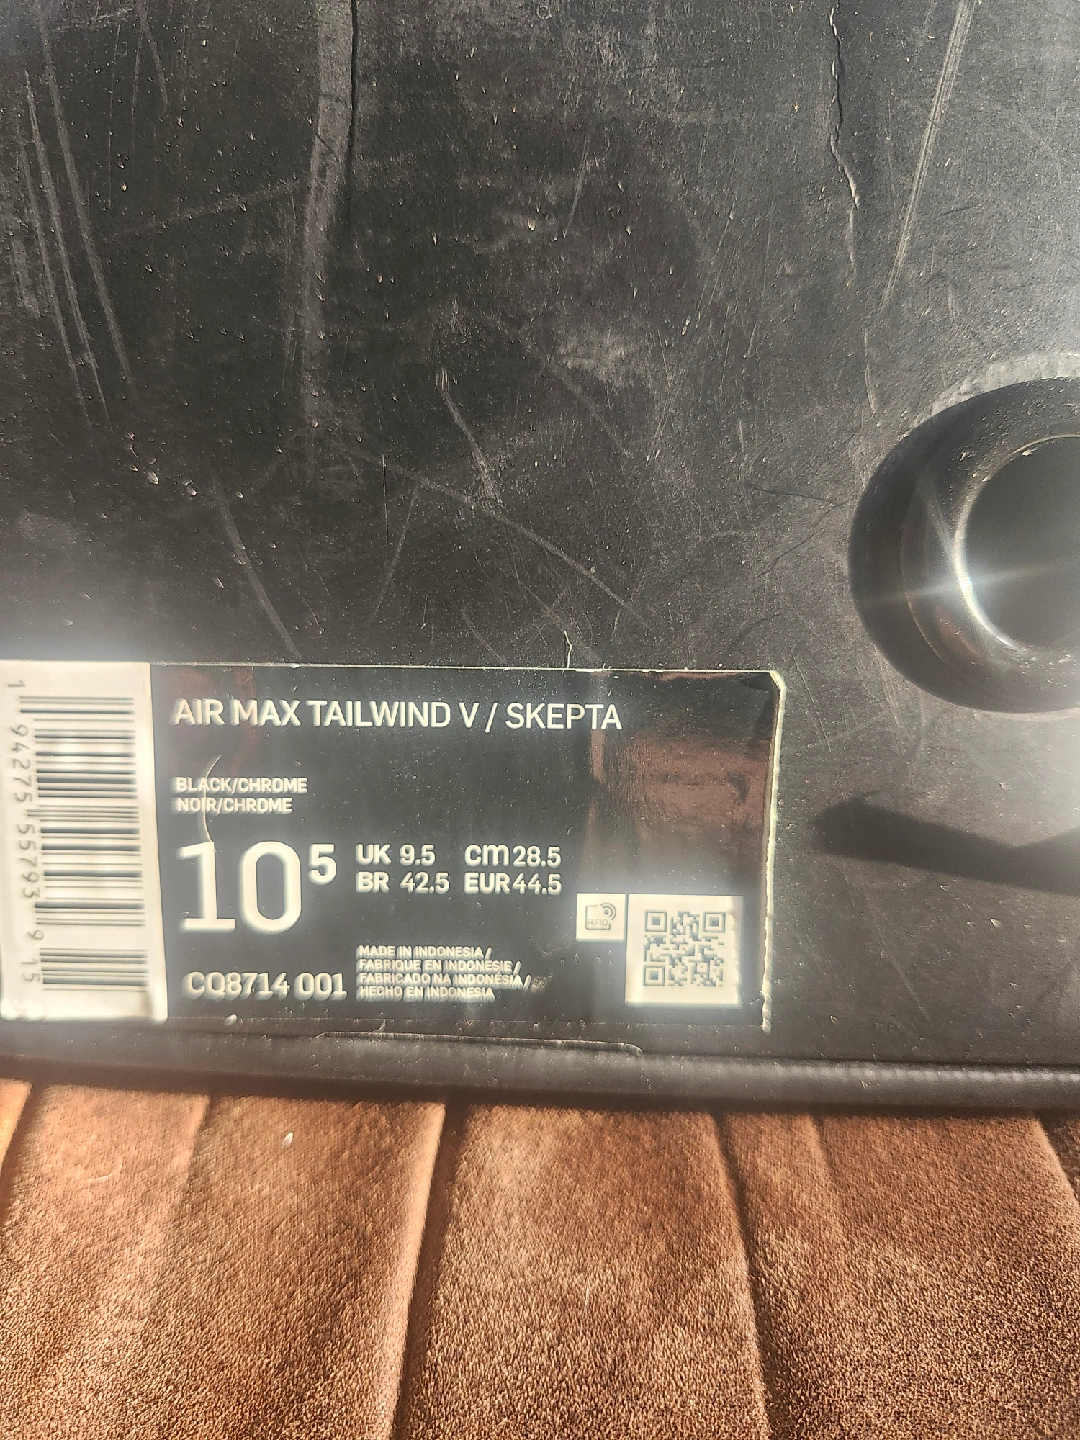 AIR MAX TAILWIND V / SKEPTA
BLACK/CHROME
NOIR/CHROME
10⁵
UK 9.5 cm 28.5
BR 42.5 EUR 44.5
MADE IN INDONESIA /
FABRIQUE EN INDONESIE /
FABRICADO NA INDONÉSIA /
HECHO EN INDONESIA
CQ8714 001
RFID
1 94275 55793 9 15